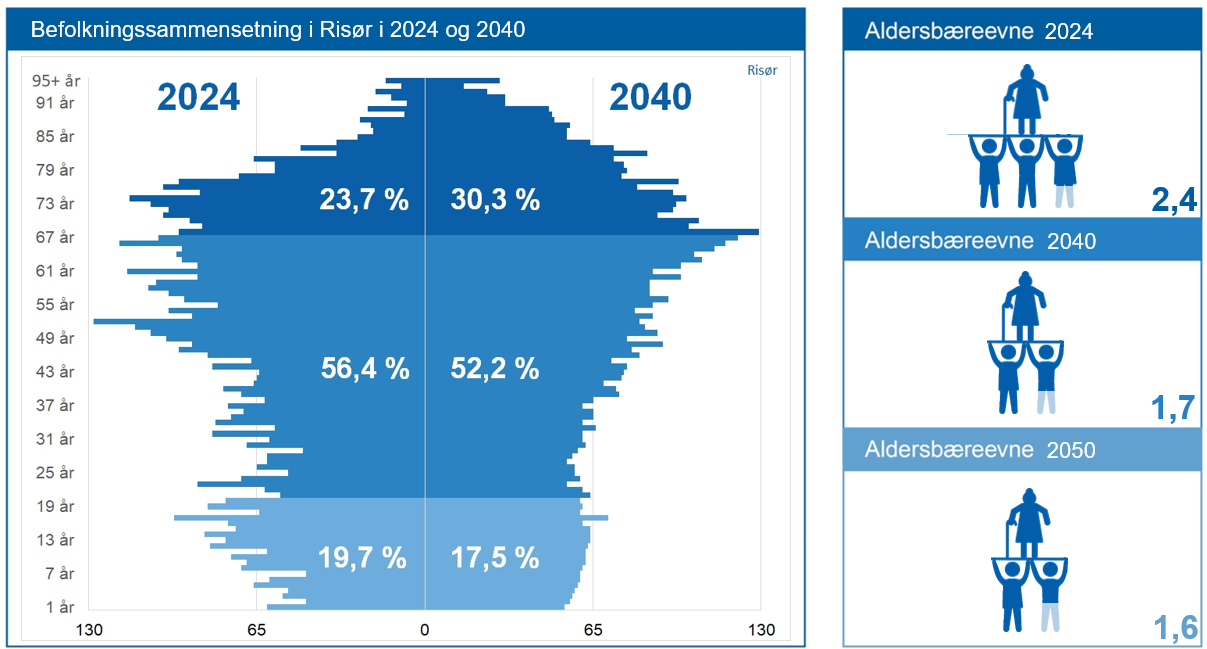 Befolkningssammensetning i Risør i 2024 og 2040
Risør
2024
2040
95+ år
91 år
85 år
79 år
73 år
67 år
61 år
55 år
49 år
43 år
37 år
31 år
25 år
19 år
13 år
7 år
1 år
23,7 %
30,3 %
56,4 %
52,2 %
19,7 %
17,5 %
130
65
0
65
130
Aldersbæreevne 2024
2,4
Aldersbæreevne 2040
1,7
Aldersbæreevne 2050
1,6